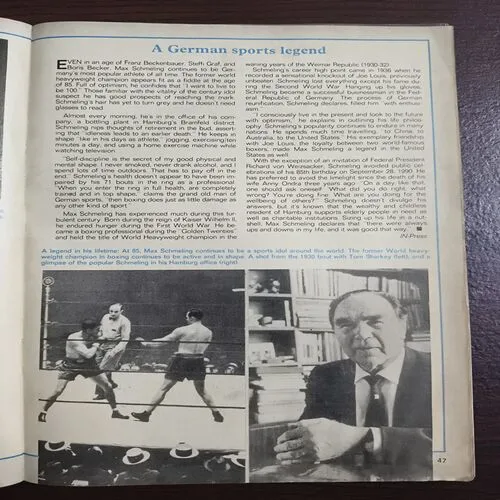 A German sports legend
EVEN in an age of Franz Beckenbauer, Steffi Graf, and
Boris Becker, Max Schmeling continues to be Ger-
many's most popular athlete of all time. The former world
heavyweight champion appears fit as a fiddle at the age
of 85. Full of optimism, he confides that "I want to live to
be 100." Those familiar with the vitality of the century idol
suspect he has good prospects of reaching the mark.
Schmeling's hair has yet to turn grey and he doesn't need
glasses to read.
Almost every morning, he's in the office of his com-
pany, a bottling plant in Hamburg's Bramfeld district.
Schmeling nips thoughts of retirement in the bud, assert-
ing that "idleness leads to an earlier death." He keeps in
shape "like in his days as athlete," jogging, exercising ten
minutes a day, and using a home exercise machine while
watching television.
"Self-discipline is the secret of my good physical and
mental shape. I never smoked, never drank alcohol, and I
spend lots of time outdoors. That has to pay off in the
end." Schmeling's health doesn't appear to have been im-
paired by his 71 bouts in the ring as a professional.
"When you enter the ring in full health, are completely
trained and in top shape," claims the grand old man of
German sports, "then boxing does just as little damage as
any other kind of sport."
Max Schmeling has experienced much during this tur-
bulent century. Born during the reign of Kaiser Wilhelm II,
he endured hunger during the First World War. He be-
came a professional during the "Golden Twenties"
and held the title of World Heavyweight champion in the
waning years of the Weimar Republic (1930-32).
Schmeling's career high point came in 1936 when he
recorded a sensational knockout of Joe Louis, previously
unbeaten. Schmeling lost everything except his fame du-
ring the Second World War. Hanging up his gloves,
Schmeling became a successful businessman in the Fed-
eral Republic of Germany. The process of German
reunification, Schmeling declares, filled him "with enthusi-
asm."
"I consciously live in the present and look to the future
with optimism," he explains in outlining his life philoso-
phy. Schmeling's popularity continues to extend to many
nations. He spends much time travelling, "to China, to
Australia, to the United States." His exemplary friendship
with Joe Louis, the loyalty between two world-famous
boxers, made Max Schmeling a legend in the United
States as well.
With the exception of an invitation of Federal President
Richard von Weisaecker, Schmeling avoided public cel-
ebrations of his 85th birthday on September 28, 1990. He
has preferred to avoid the limelight since the death of his
wife Anny Ondra three years ago. "On a day like that,
one should ask oneself: 'What did you do right, what
wrong? You're doing fine. What are you doing for the
wellbeing of others?'" Schmeling doesn't divulge his
answers, but it's known that the wealthy and childless
resident of Hamburg supports elderly people in need as
well as charitable institutions. Sizing up his life in a nut-
shell, Max Schmeling declares that "there were always
ups and downs in my life, and it was good that way."
IN-Press
A legend in his lifetime: At 85, Max Schmeling continues to be a sports idol around the world. The former World heavy-
weight champion in boxing continues to be active and in shape. A shot from the 1930 bout with Tom Sharkey (left), and a
glimpse of the popular Schmeling in his Hamburg office (right).
47